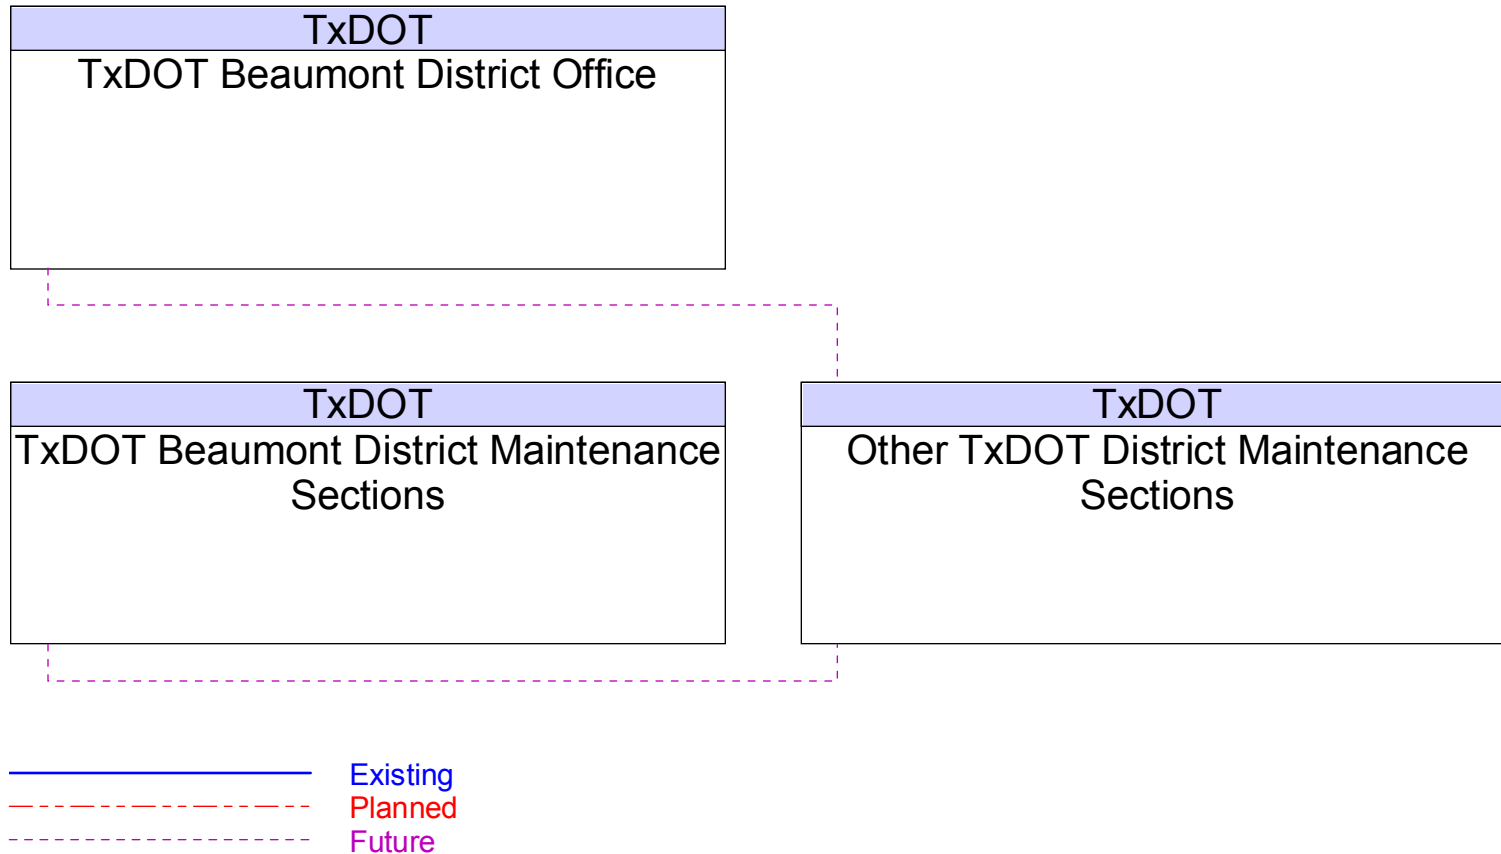 TxDOT
TxDOT Beaumont District Office
TxDOT
TxDOT Beaumont District Maintenance
Sections
TxDOT
Other TxDOT District Maintenance
Sections
Existing
Planned
Future